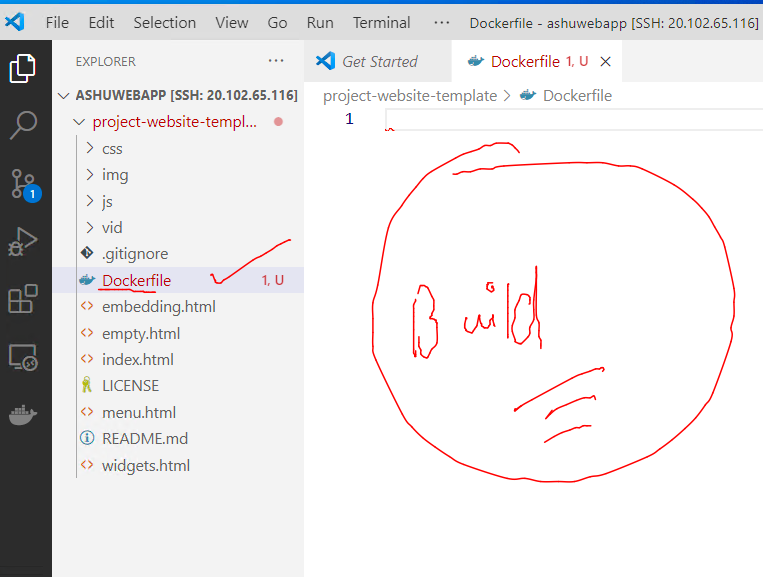 File Edit Selection View Go Run Terminal ··· Dockerfile - ashuwebapp [SSH: 20.102.65.116]
EXPLORER ···
Get Started
Dockerfile 1, U
ASHUWEBAPP [SSH: 20.102.65.116]
project-website-template > Dockerfile
project-website-templ...
1
css
img
js
vid
.gitignore
Dockerfile 1, U
embedding.html
empty.html
index.html
LICENSE
menu.html
README.md
widgets.html
1
Build